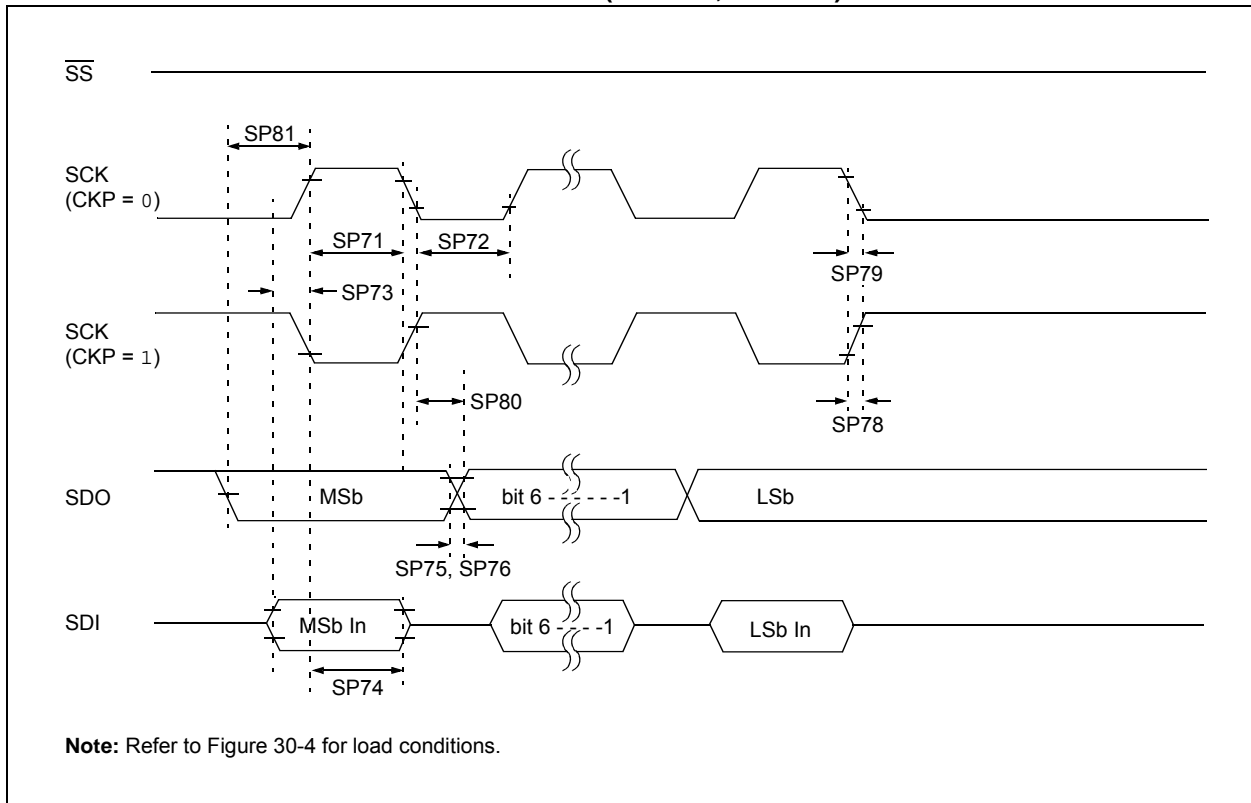 SS
SP81
SCK
(CKP = 0)
SP71
SP72
SP79
SP73
SCK
(CKP = 1)
SP80
SP78
SDO
MSb
bit 6 - - - - - -1
LSb
SP75, SP76
SDI
MSb In
bit 6 - - - -1
LSb In
SP74
Note: Refer to Figure 30-4 for load conditions.